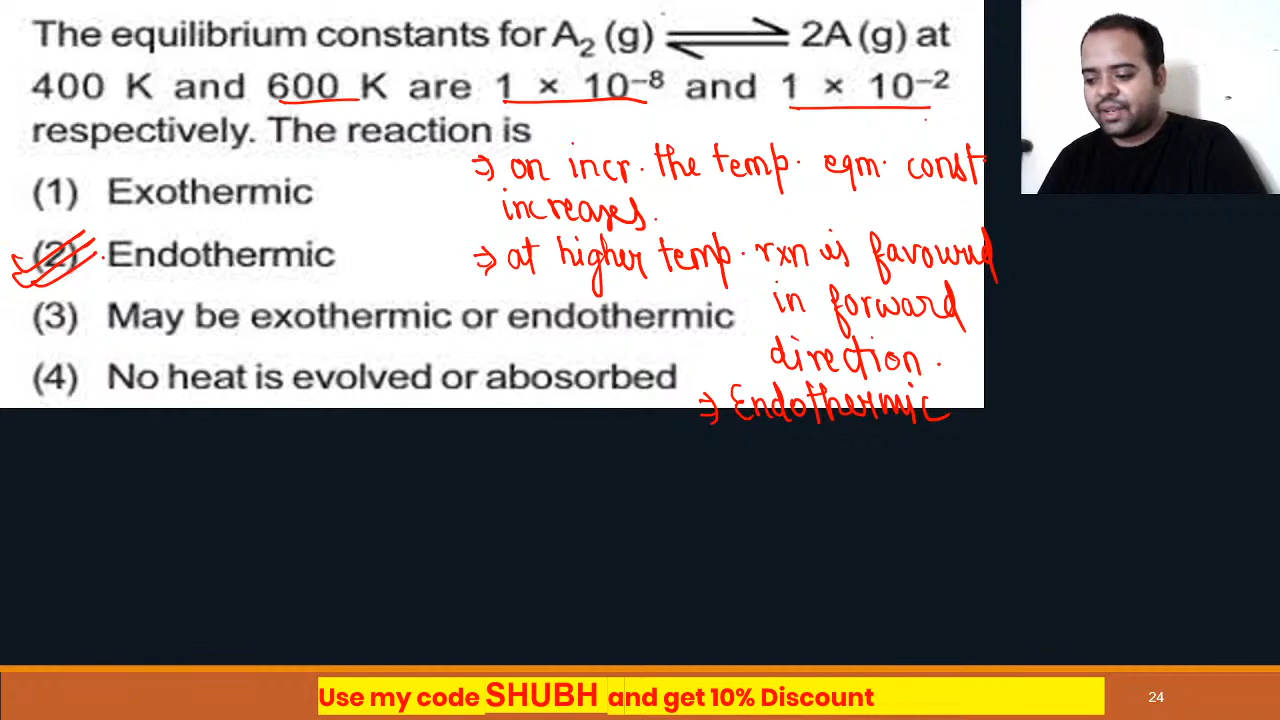 The equilibrium constants for A₂ (g) ⇌ 2A (g) at
400 K and 600 K are 1 × 10⁻⁸ and 1 × 10⁻²
respectively. The reaction is
⇒ on incr. the temp. eqm. const
increases.
(1) Exothermic
⇒ at higher temp. rxn is favoured
in forward
direction.
(2) Endothermic
(3) May be exothermic or endothermic
(4) No heat is evolved or abosorbed
⇒ Endothermic
Use my code SHUBH and get 10% Discount
24